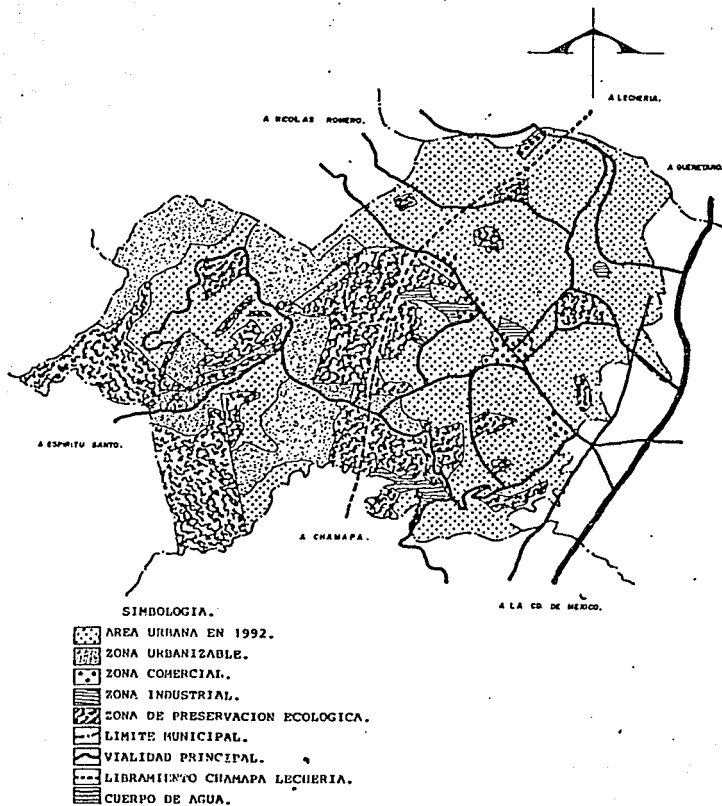 A LECHERIA.
A NICOLAS ROMERO.
A QUERETARO.
A ESPIRITU SANTO.
A CHAMAPA.
A LA CD. DE MEXICO.
SIMBOLOGIA.
AREA URBANA EN 1992.
ZONA URBANIZABLE.
ZONA COMERCIAL.
ZONA INDUSTRIAL.
ZONA DE PRESERVACION ECOLOGICA.
LIMITE MUNICIPAL.
VIALIDAD PRINCIPAL.
LIBRAMIENTO CHAMAPA LECHERIA.
CUERPO DE AGUA.